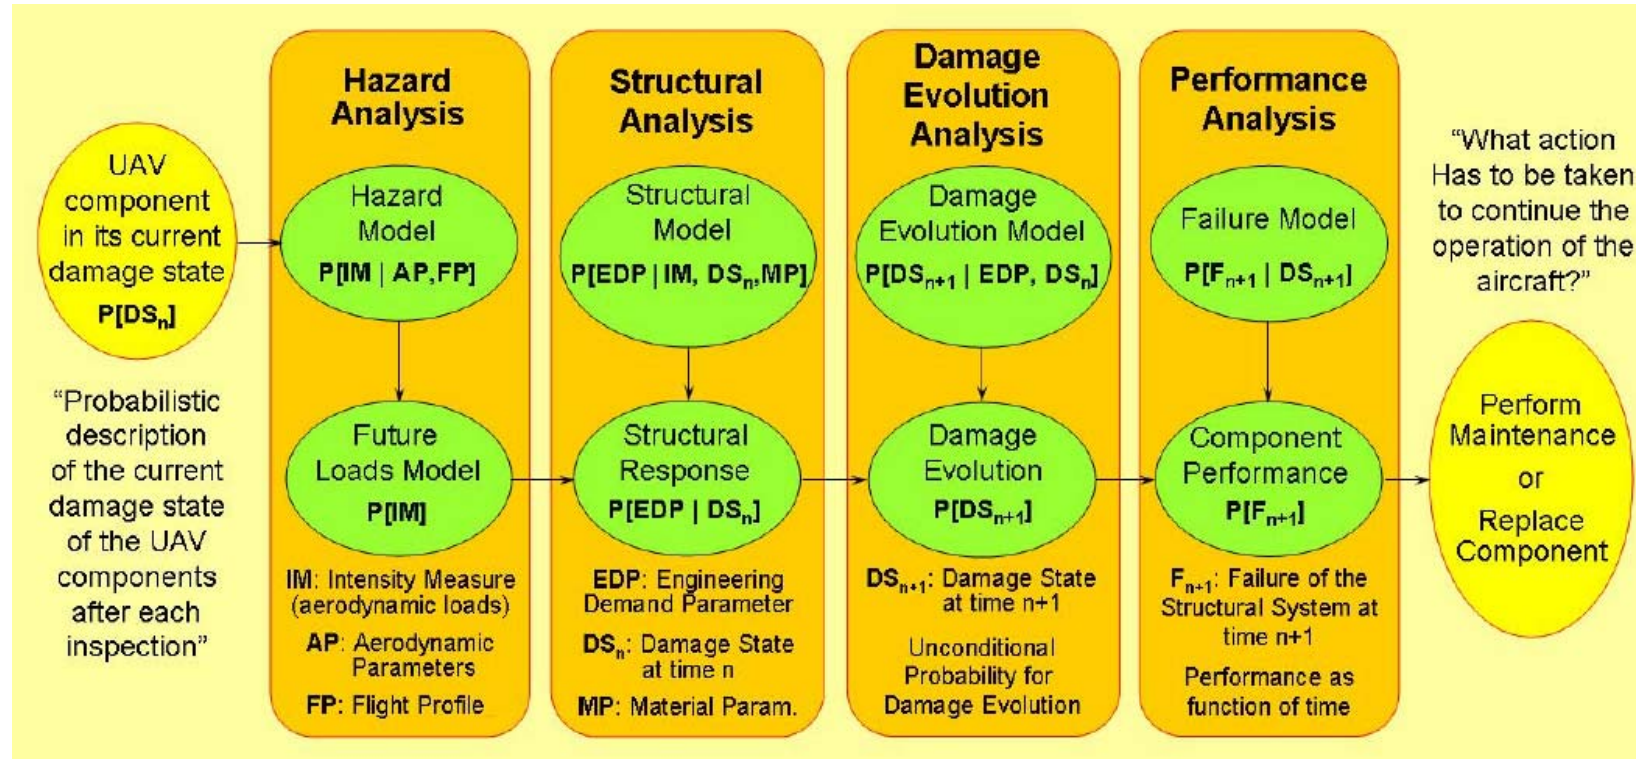 UAV
component
in its current
damage state
P[DSn]
“Probabilistic
description
of the current
damage state
of the UAV
components
after each
inspection”
Hazard
Analysis
Hazard
Model
P[IM | AP,FP]
Future
Loads Model
P[IM]
IM: Intensity Measure
(aerodynamic loads)
AP: Aerodynamic
Parameters
FP: Flight Profile
Structural
Analysis
Structural
Model
P[EDP | IM, DSn,MP]
Structural
Response
P[EDP | DSn]
EDP: Engineering
Demand Parameter
DSn: Damage State
at time n
MP: Material Param.
Damage
Evolution
Analysis
Damage
Evolution Model
P[DSn+1 | EDP, DSn]
Damage
Evolution
P[DSn+1]
DSn+1: Damage State
at time n+1
Unconditional
Probability for
Damage Evolution
Performance
Analysis
Failure Model
P[Fn+1 | DSn+1]
Component
Performance
P[Fn+1]
Fn+1: Failure of the
Structural System at
time n+1
Performance as
function of time
“What action
Has to be taken
to continue the
operation of the
aircraft?”
Perform
Maintenance
or
Replace
Component